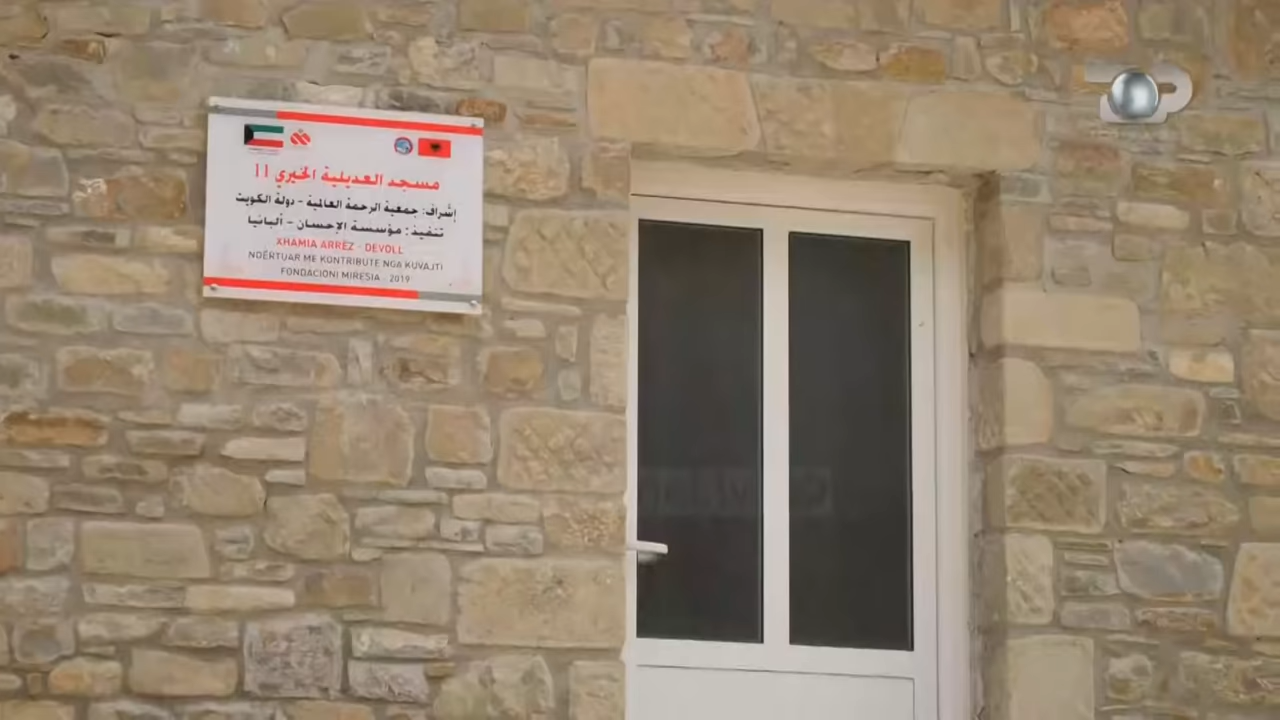 مسجد العديلية الخيري 11
إشراف: جمعية الرحمة العالمية - دولة الكويت
تنفيذ: مؤسسة الإحسان - ألبانيا
XHAMIA ARRËZ - DEVOLL
NDËRTUAR ME KONTRIBUTE NGA KUVAJTI
FONDACIONI MIRESIA - 2019